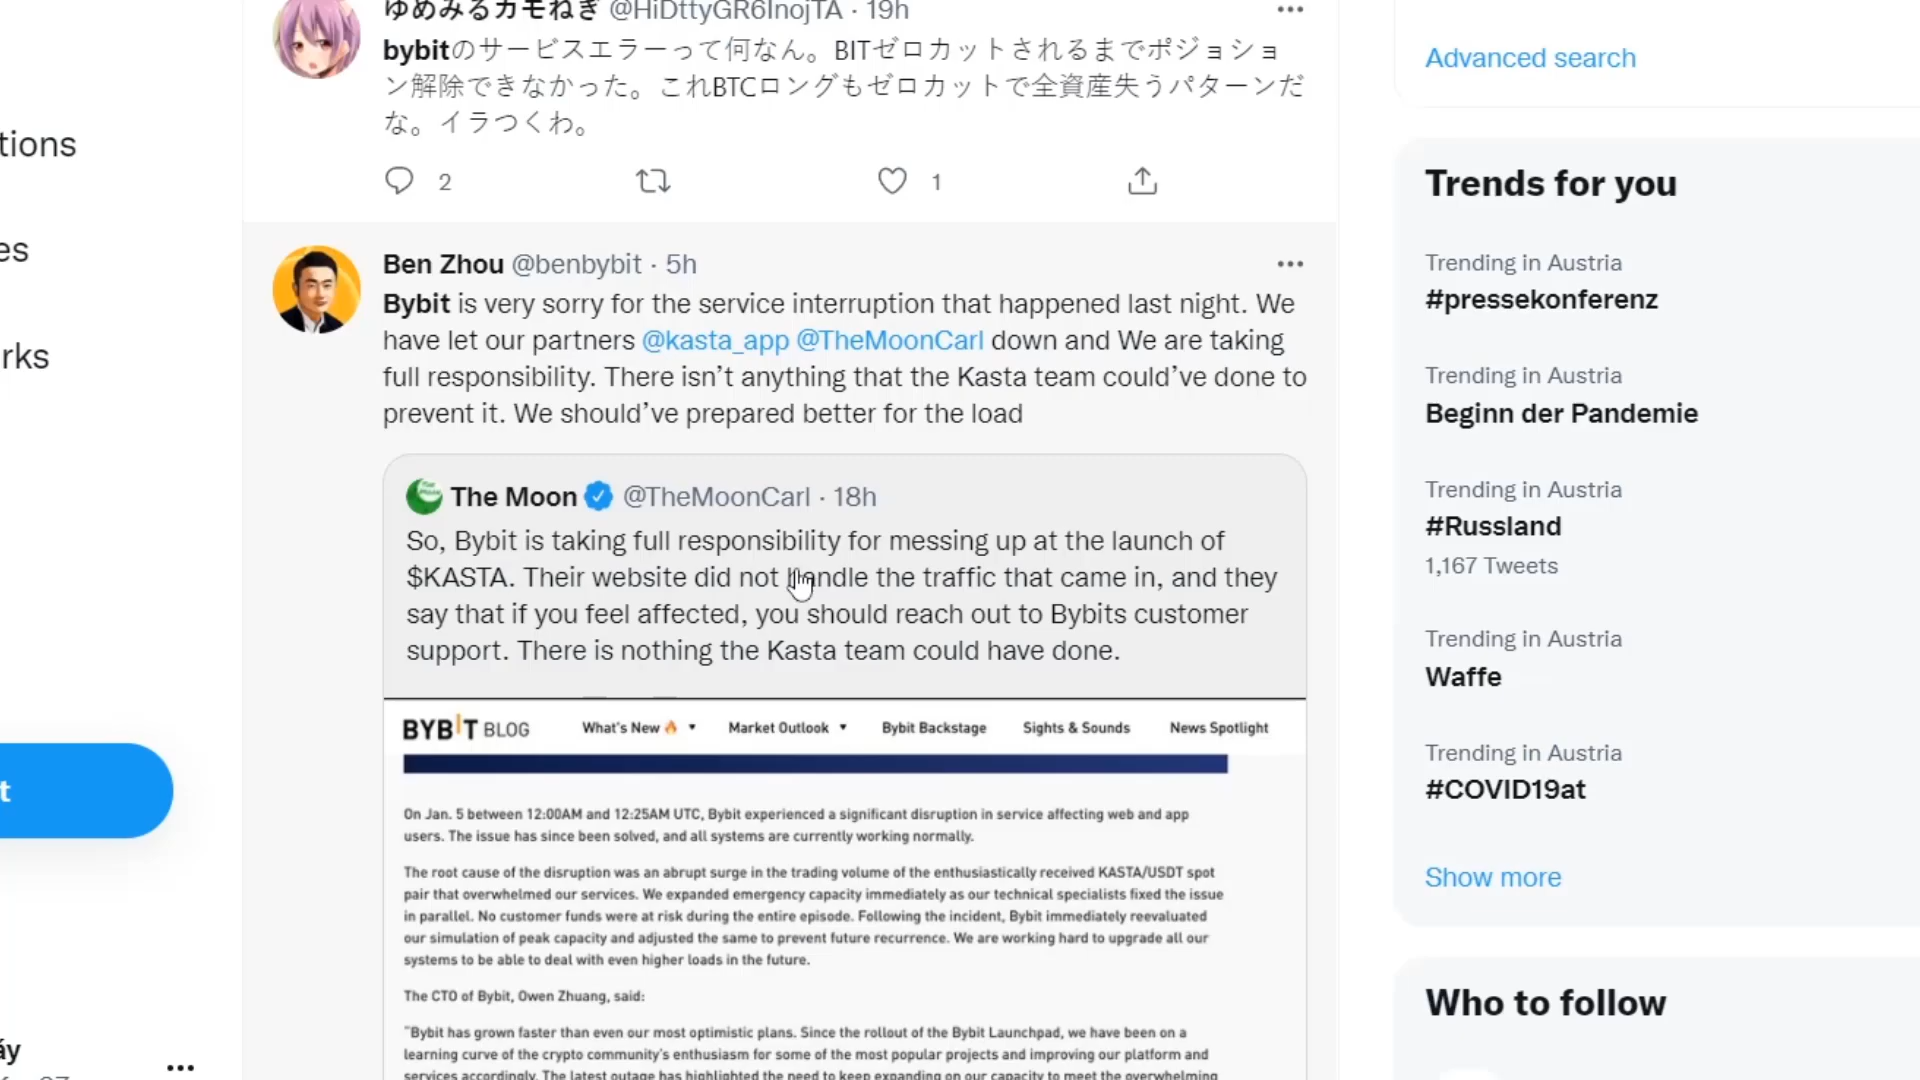 ゆめみるカモねぎ @HiDttyGR6InojTA · 19h
bybitのサービスエラーって何なん。BITゼロカットされるまでポジョショ
ン解除できなかった。これBTCロングもゼロカットで全資産失うパターンだ
な。イラつくわ。
2
1
Ben Zhou @benbybit · 5h
Bybit is very sorry for the service interruption that happened last night. We
have let our partners @kasta_app @TheMoonCarl down and We are taking
full responsibility. There isn’t anything that the Kasta team could’ve done to
prevent it. We should’ve prepared better for the load
The Moon @TheMoonCarl · 18h
So, Bybit is taking full responsibility for messing up at the launch of
$KASTA. Their website did not handle the traffic that came in, and they
say that if you feel affected, you should reach out to Bybits customer
support. There is nothing the Kasta team could have done.
BYBIT BLOG What's New Market Outlook Bybit Backstage Sights & Sounds News Spotlight
On Jan. 5 between 12:00AM and 12:25AM UTC, Bybit experienced a significant disruption in service affecting web and app
users. The issue has since been solved, and all systems are currently working normally.
The root cause of the disruption was an abrupt surge in the trading volume of the enthusiastically received KASTA/USDT spot
pair that overwhelmed our services. We expanded emergency capacity immediately as our technical specialists fixed the issue
in parallel. No customer funds were at risk during the entire episode. Following the incident, Bybit immediately reevaluated
our simulation of peak capacity and adjusted the same to prevent future recurrence. We are working hard to upgrade all our
systems to be able to deal with even higher loads in the future.
The CTO of Bybit, Owen Zhuang, said:
"Bybit has grown faster than even our most optimistic plans. Since the rollout of the Bybit Launchpad, we have been on a
learning curve of the crypto community's enthusiasm for some of the most popular projects and improving our platform and
services accordingly. The latest outage has highlighted the need to keep expanding on our capacity to meet the overwhelming
tions
es
rks
t
áy
Advanced search
Trends for you
Trending in Austria
#pressekonferenz
Trending in Austria
Beginn der Pandemie
Trending in Austria
#Russland
1,167 Tweets
Trending in Austria
Waffe
Trending in Austria
#COVID19at
Show more
Who to follow